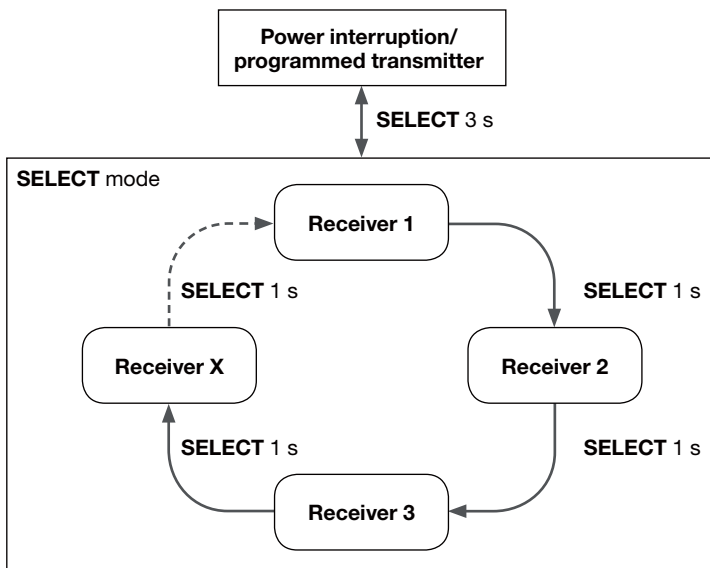 Power interruption/
programmed transmitter
SELECT 3 s
SELECT mode
Receiver 1
SELECT 1 s
SELECT 1 s
Receiver X
Receiver 2
SELECT 1 s
SELECT 1 s
Receiver 3